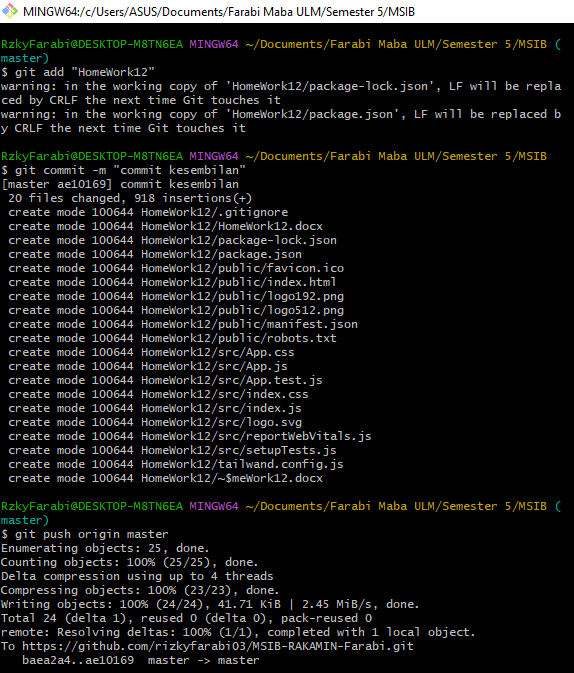 MINGW64:/c/Users/ASUS/Documents/Farabi Maba ULM/Semester 5/MSIB
RzkyFarabi@DESKTOP-M8TN6EA MINGW64 ~/Documents/Farabi Maba ULM/Semester 5/MSIB (
master)
$ git add "HomeWork12"
warning: in the working copy of 'HomeWork12/package-lock.json', LF will be repla
ced by CRLF the next time Git touches it
warning: in the working copy of 'HomeWork12/package.json', LF will be replaced b
y CRLF the next time Git touches it
RzkyFarabi@DESKTOP-M8TN6EA MINGW64 ~/Documents/Farabi Maba ULM/Semester 5/MSIB
$ git commit -m "commit kesembilan"
[master ae10169] commit kesembilan
20 files changed, 918 insertions(+)
create mode 100644 HomeWork12/.gitignore
create mode 100644 HomeWork12/HomeWork12.docx
create mode 100644 HomeWork12/package-lock.json
create mode 100644 HomeWork12/package.json
create mode 100644 HomeWork12/public/favicon.ico
create mode 100644 HomeWork12/public/index.html
create mode 100644 HomeWork12/public/logo192.png
create mode 100644 HomeWork12/public/logo512.png
create mode 100644 HomeWork12/public/manifest.json
create mode 100644 HomeWork12/public/robots.txt
create mode 100644 HomeWork12/src/App.css
create mode 100644 HomeWork12/src/App.js
create mode 100644 HomeWork12/src/App.test.js
create mode 100644 HomeWork12/src/index.css
create mode 100644 HomeWork12/src/index.js
create mode 100644 HomeWork12/src/logo.svg
create mode 100644 HomeWork12/src/reportWebVitals.js
create mode 100644 HomeWork12/src/setupTests.js
create mode 100644 HomeWork12/tailwand.config.js
create mode 100644 HomeWork12/~$meWork12.docx
RzkyFarabi@DESKTOP-M8TN6EA MINGW64 ~/Documents/Farabi Maba ULM/Semester 5/MSIB (
master)
$ git push origin master
Enumerating objects: 25, done.
Counting objects: 100% (25/25), done.
Delta compression using up to 4 threads
Compressing objects: 100% (23/23), done.
Writing objects: 100% (24/24), 41.71 KiB | 2.45 MiB/s, done.
Total 24 (delta 1), reused 0 (delta 0), pack-reused 0
remote: Resolving deltas: 100% (1/1), completed with 1 local object.
To https://github.com/rizkyfarabi03/MSIB-RAKAMIN-Farabi.git
baea2a4..ae10169  master -> master